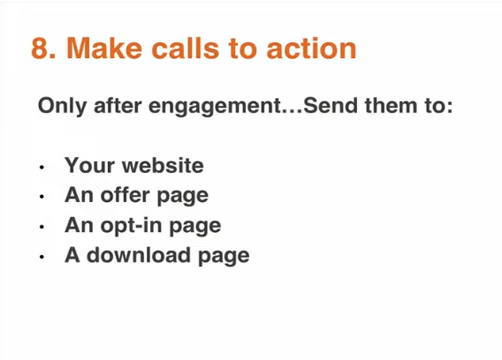 8. Make calls to action
Only after engagement...Send them to:
• Your website
• An offer page
• An opt-in page
• A download page